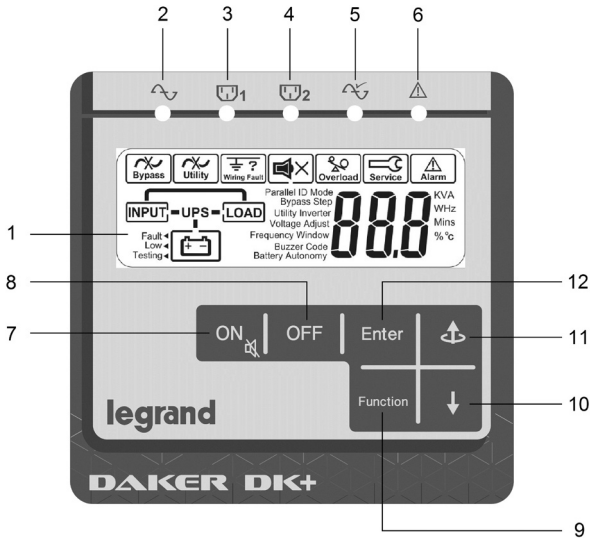 2 3 4 5 6
1 2
Bypass Utility Wiring Fault Overload Service Alarm
? 
Parallel ID Mode
Bypass Step
Utility Inverter
Voltage Adjust
Frequency Window
Buzzer Code
Battery Autonomy
INPUT UPS LOAD
Fault
Low
Testing
+ -
88.8
KVA
WHz
Mins
% °C
1
8
7
12
11
10
9
ON OFF Enter
Function
legrand
DAKER DK+